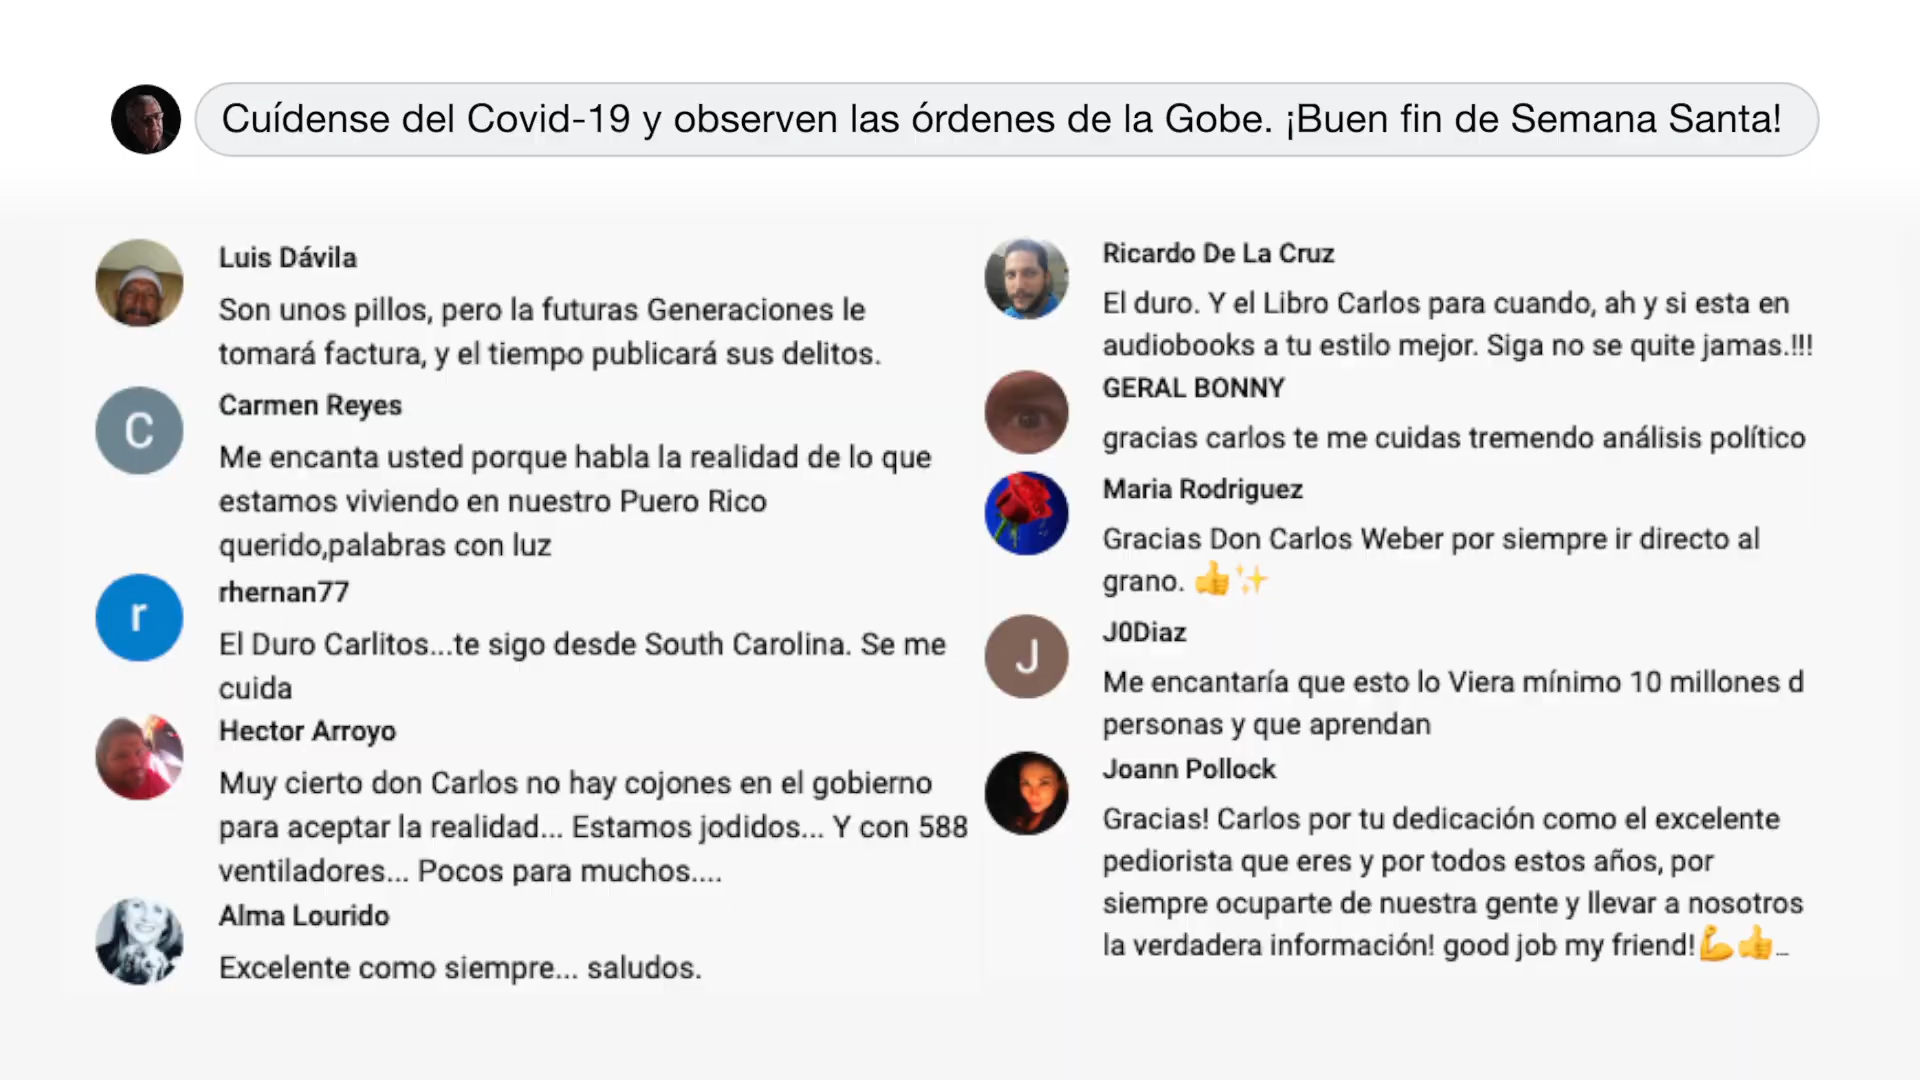 Cuídense del Covid-19 y observen las órdenes de la Gobe. ¡Buen fin de Semana Santa!
Luis Dávila
Son unos pillos, pero la futuras Generaciones le
tomará factura, y el tiempo publicará sus delitos.
C
Carmen Reyes
Me encanta usted porque habla la realidad de lo que
estamos viviendo en nuestro Puero Rico
querido,palabras con luz
r
rhernan77
El Duro Carlitos...te sigo desde South Carolina. Se me
cuida
Hector Arroyo
Muy cierto don Carlos no hay cojones en el gobierno
para aceptar la realidad... Estamos jodidos... Y con 588
ventiladores... Pocos para muchos....
Alma Lourido
Excelente como siempre... saludos.
Ricardo De La Cruz
El duro. Y el Libro Carlos para cuando, ah y si esta en
audiobooks a tu estilo mejor. Siga no se quite jamas.!!!
GERAL BONNY
gracias carlos te me cuidas tremendo análisis político
Maria Rodriguez
Gracias Don Carlos Weber por siempre ir directo al
grano. 👍✨
J
J0Diaz
Me encantaría que esto lo Viera mínimo 10 millones d
personas y que aprendan
Joann Pollock
Gracias! Carlos por tu dedicación como el excelente
pediorista que eres y por todos estos años, por
siempre ocuparte de nuestra gente y llevar a nosotros
la verdadera información! good job my friend!💪👍...